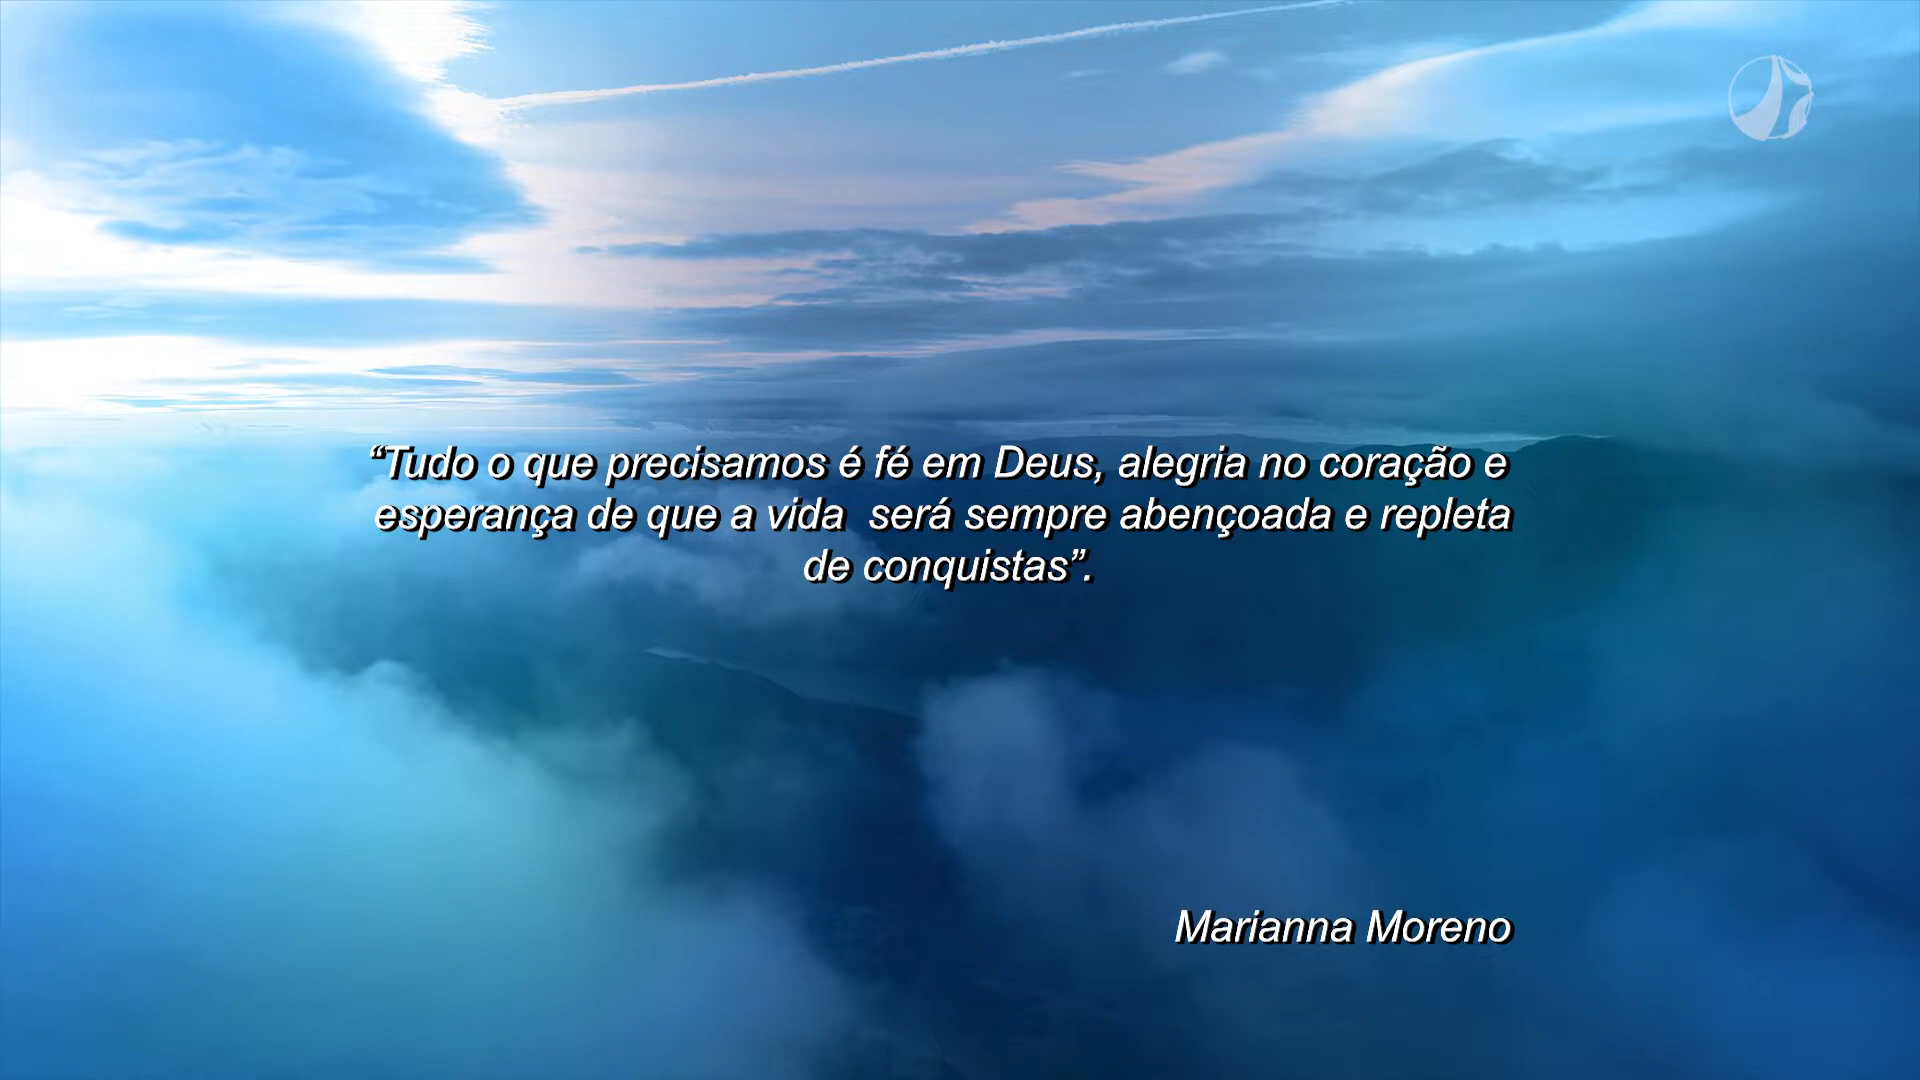 “Tudo o que precisamos é fé em Deus, alegria no coração e
esperança de que a vida  será sempre abençoada e repleta
de conquistas”.
Marianna Moreno